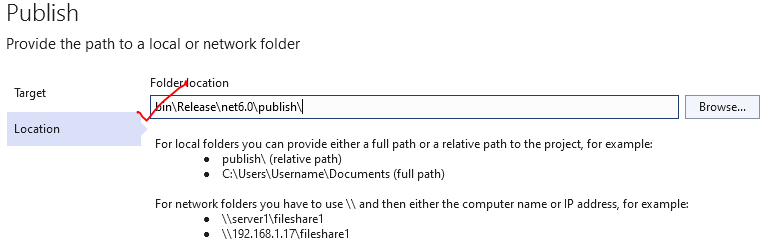 Publish
Provide the path to a local or network folder
Target
Location
Folder location
bin\Release\net6.0\publish\
Browse...
For local folders you can provide either a full path or a relative path to the project, for example:
• publish\ (relative path)
• C:\Users\Username\Documents (full path)
For network folders you have to use \\ and then either the computer name or IP address, for example:
• \\server1\fileshare1
• \\192.168.1.17\fileshare1